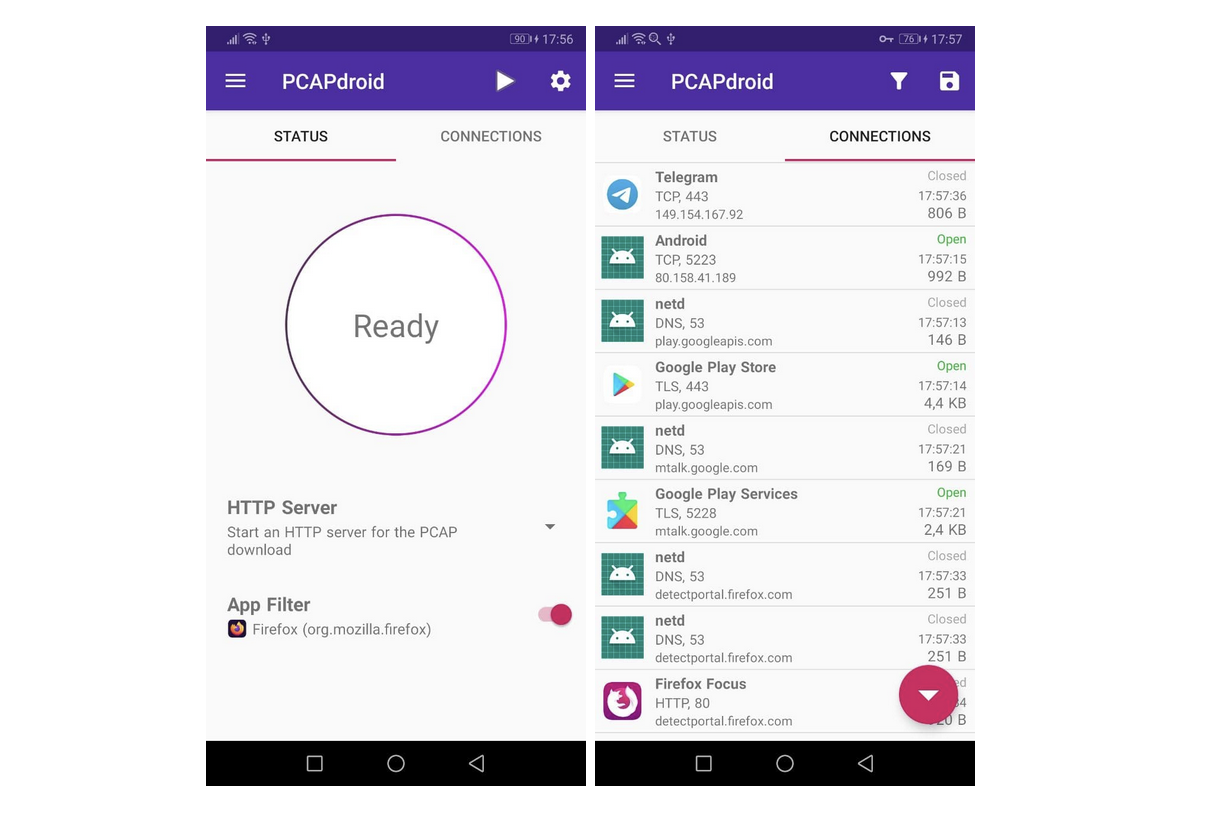 90 17:56
PCAPdroid
STATUS CONNECTIONS
Ready
HTTP Server
Start an HTTP server for the PCAP
download
App Filter
Firefox (org.mozilla.firefox)
76 17:57
PCAPdroid
STATUS CONNECTIONS
Telegram Closed
TCP, 443 17:57:36
149.154.167.92 806 B
Android Open
TCP, 5223 17:57:15
80.158.41.189 992 B
netd Closed
DNS, 53 17:57:13
play.googleapis.com 146 B
Google Play Store Open
TLS, 443 17:57:14
play.googleapis.com 4,4 KB
netd Closed
DNS, 53 17:57:21
mtalk.google.com 169 B
Google Play Services Open
TLS, 5228 17:57:21
mtalk.google.com 2,4 KB
netd Closed
DNS, 53 17:57:33
detectportal.firefox.com 251 B
netd Closed
DNS, 53 17:57:33
detectportal.firefox.com 251 B
Firefox Focus
HTTP, 80
detectportal.firefox.com